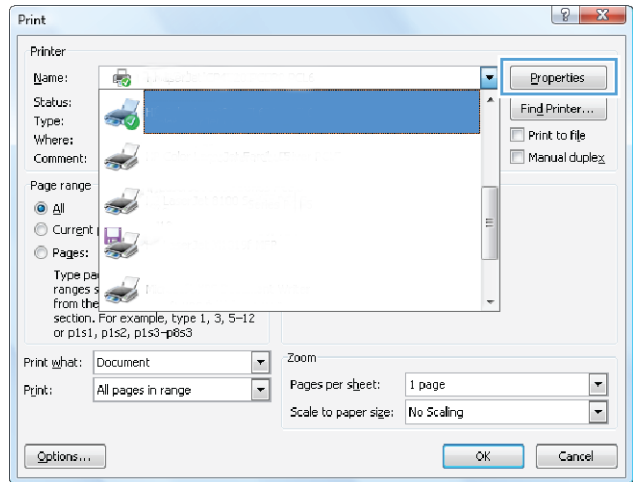 Print
Printer
Name:
Properties
Status:
Find Printer...
Type:
Where:
Print to file
Comment:
Manual duplex
Page range
All
Current
Pages:
Type
ranges
from the
section. For example, type 1, 3, 5–12
or p1s1, p1s2, p1s3–p8s3
Print what: Document
Print: All pages in range
Zoom
Pages per sheet: 1 page
Scale to paper size: No Scaling
Options...
OK
Cancel